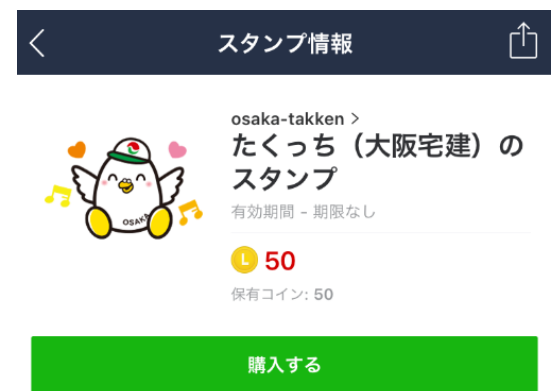 スタンプ情報
osaka-takken >
たくっち（大阪宅建）の
スタンプ
有効期間 - 期限なし
L 50
保有コイン: 50
OSAKA
購入する